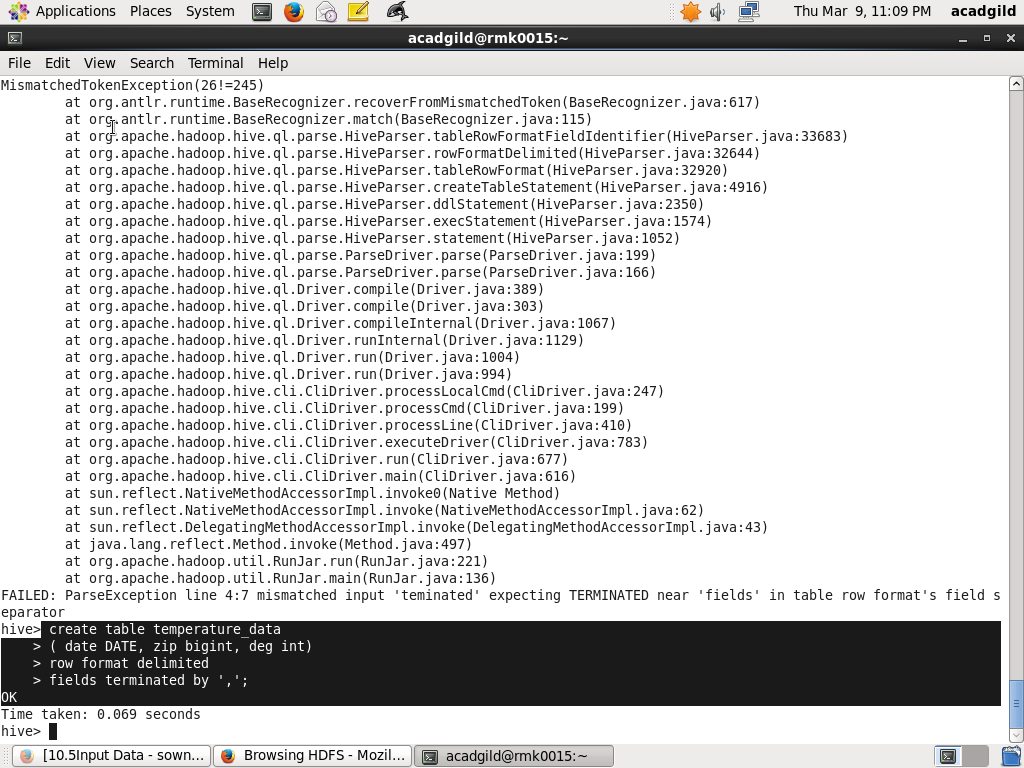 Applications Places System Thu Mar 9, 11:09 PM acadgild
acadgild@rmk0015:~
File Edit View Search Terminal Help
MismatchedTokenException(26!=245)
at org.antlr.runtime.BaseRecognizer.recoverFromMismatchedToken(BaseRecognizer.java:617)
at org.antlr.runtime.BaseRecognizer.match(BaseRecognizer.java:115)
at org.apache.hadoop.hive.ql.parse.HiveParser.tableRowFormatFieldIdentifier(HiveParser.java:33683)
at org.apache.hadoop.hive.ql.parse.HiveParser.rowFormatDelimited(HiveParser.java:32644)
at org.apache.hadoop.hive.ql.parse.HiveParser.tableRowFormat(HiveParser.java:32920)
at org.apache.hadoop.hive.ql.parse.HiveParser.createTableStatement(HiveParser.java:4916)
at org.apache.hadoop.hive.ql.parse.HiveParser.ddlStatement(HiveParser.java:2350)
at org.apache.hadoop.hive.ql.parse.HiveParser.execStatement(HiveParser.java:1574)
at org.apache.hadoop.hive.ql.parse.HiveParser.statement(HiveParser.java:1052)
at org.apache.hadoop.hive.ql.parse.ParseDriver.parse(ParseDriver.java:199)
at org.apache.hadoop.hive.ql.parse.ParseDriver.parse(ParseDriver.java:166)
at org.apache.hadoop.hive.ql.Driver.compile(Driver.java:389)
at org.apache.hadoop.hive.ql.Driver.compile(Driver.java:303)
at org.apache.hadoop.hive.ql.Driver.compileInternal(Driver.java:1067)
at org.apache.hadoop.hive.ql.Driver.runInternal(Driver.java:1129)
at org.apache.hadoop.hive.ql.Driver.run(Driver.java:1004)
at org.apache.hadoop.hive.ql.Driver.run(Driver.java:994)
at org.apache.hadoop.hive.cli.CliDriver.processLocalCmd(CliDriver.java:247)
at org.apache.hadoop.hive.cli.CliDriver.processCmd(CliDriver.java:199)
at org.apache.hadoop.hive.cli.CliDriver.processLine(CliDriver.java:410)
at org.apache.hadoop.hive.cli.CliDriver.executeDriver(CliDriver.java:783)
at org.apache.hadoop.hive.cli.CliDriver.run(CliDriver.java:677)
at org.apache.hadoop.hive.cli.CliDriver.main(CliDriver.java:616)
at sun.reflect.NativeMethodAccessorImpl.invoke0(Native Method)
at sun.reflect.NativeMethodAccessorImpl.invoke(NativeMethodAccessorImpl.java:62)
at sun.reflect.DelegatingMethodAccessorImpl.invoke(DelegatingMethodAccessorImpl.java:43)
at java.lang.reflect.Method.invoke(Method.java:497)
at org.apache.hadoop.util.RunJar.run(RunJar.java:221)
at org.apache.hadoop.util.RunJar.main(RunJar.java:136)
FAILED: ParseException line 4:7 mismatched input 'teminated' expecting TERMINATED near 'fields' in table row format's field s
eparator
hive> create table temperature_data
> ( date DATE, zip bigint, deg int)
> row format delimited
> fields terminated by ',';
OK
Time taken: 0.069 seconds
hive>
[10.5Input Data - sown... Browsing HDFS - Mozil... acadgild@rmk0015:~